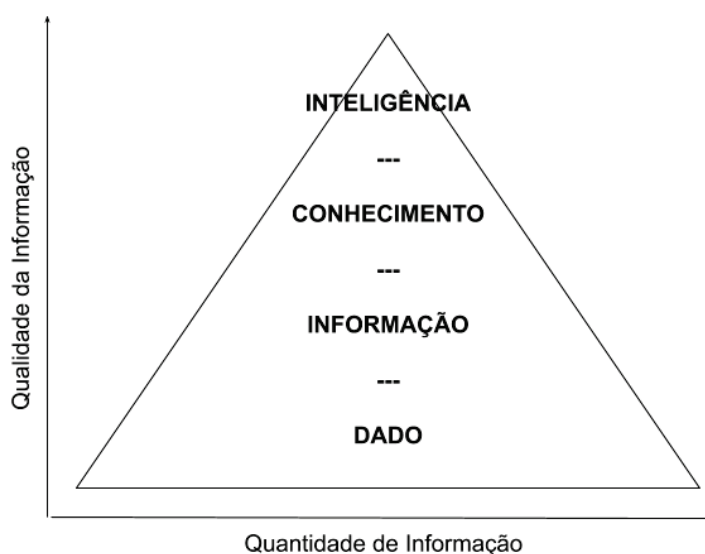 Qualidade da Informação
INTELIGÊNCIA
---
CONHECIMENTO
---
INFORMAÇÃO
---
DADO
Quantidade de Informação